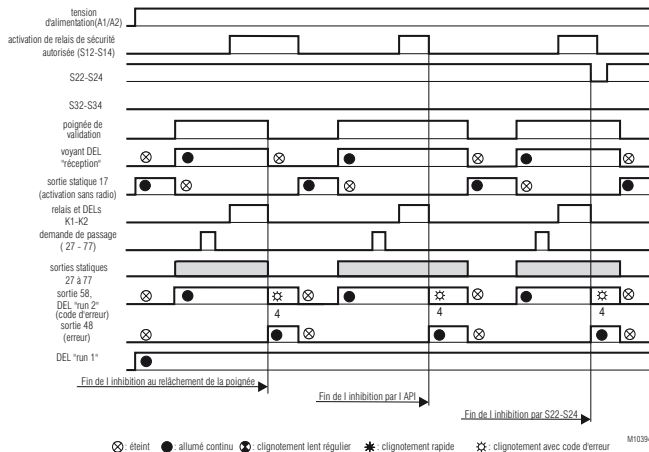 tension
d'alimentation(A1/A2)
activation de relais de sécurité
autorisée (S12-S14)
S22-S24
S32-S34
poignée de
validation
voyant DEL
"réception"
sortie statique 17
(activation sans radio)
relais et DELs
K1-K2
demande de passage
( 27 - 77)
sorties statiques
27 à 77
sortie 58,
DEL "run 2"
(code d'erreur)
4
4
4
sortie 48
(erreur)
DEL "run 1"
Fin de l inhibition au relâchement de la poignée
Fin de l inhibition par l API
Fin de l inhibition par S22-S24
: éteint : allumé continu : clignotement lent régulier : clignotement rapide : clignotement avec code d'erreur
M10394